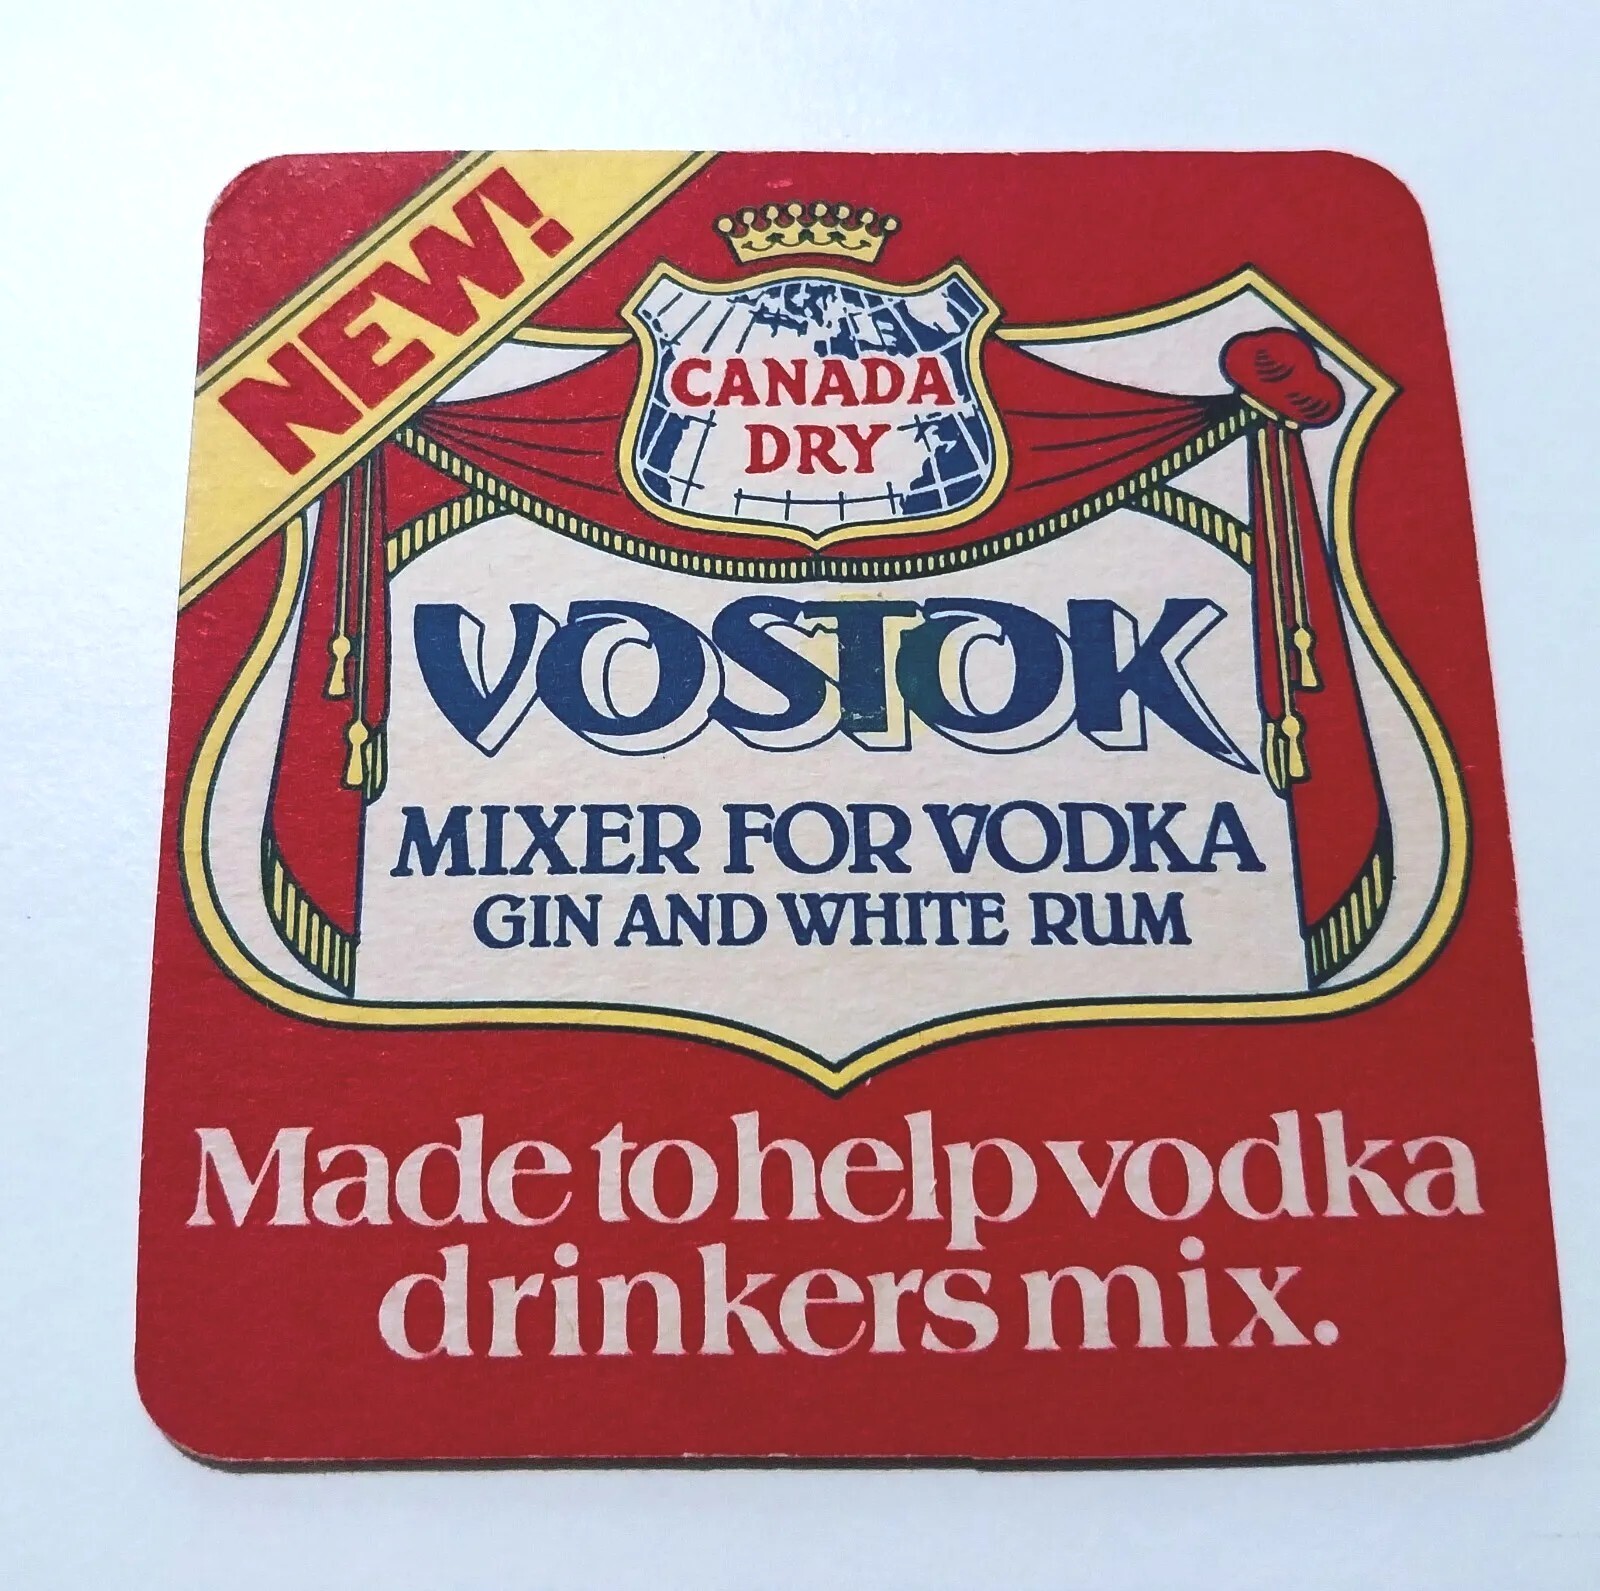 NEW!
CANADA
DRY
VOSTOK
MIXER FOR VODKA
GIN AND WHITE RUM
Made to help vodka
drinkers mix.